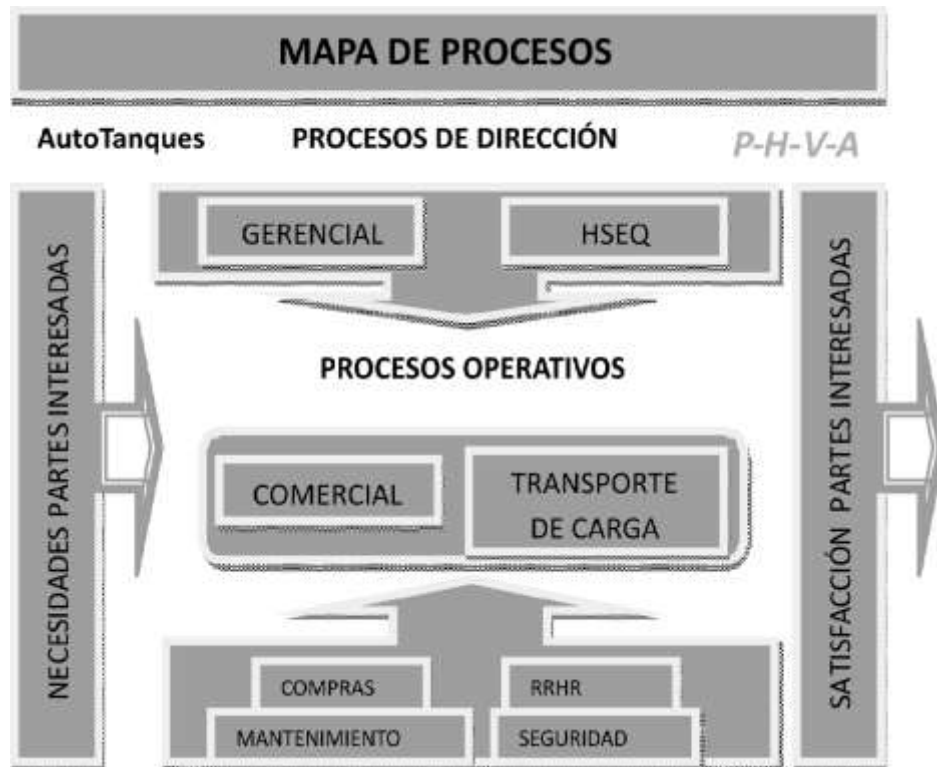 MAPA DE PROCESOS
AutoTanques
PROCESOS DE DIRECCIÓN
P-H-V-A
NECESIDADES PARTES INTERESADAS
GERENCIAL
HSEQ
PROCESOS OPERATIVOS
COMERCIAL
TRANSPORTE
DE CARGA
COMPRAS
RRHR
MANTENIMIENTO
SEGURIDAD
SATISFACCIÓN PARTES INTERESADAS